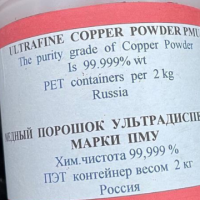 ULTRAFINE COPPER POWDER PMU
The purity grade of Copper Powder
Is 99.999% wt
PET containers per 2 kg
Russia
МЕДНЫЙ ПОРОШОК УЛЬТРАДИСПЕ
МАРКИ ПМУ
Хим.чистота 99,999 %
ПЭТ контейнер весом 2 кг
Россия